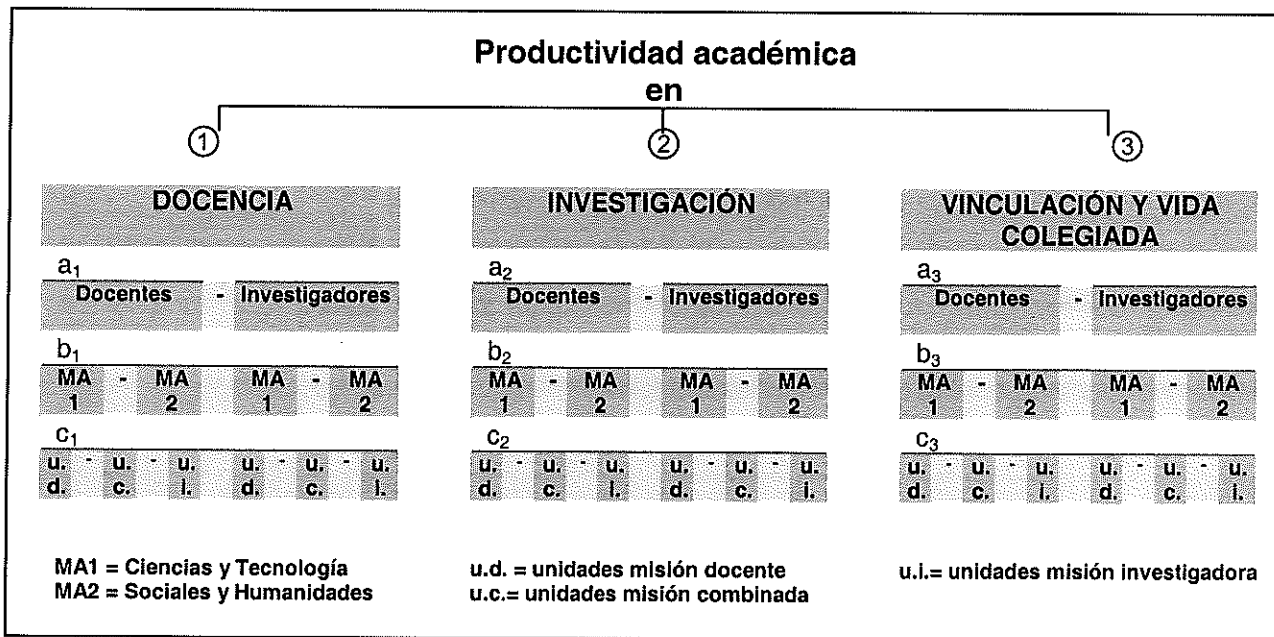 Productividad académica
en
1 2 3
DOCENCIA
a1
Docentes - Investigadores
b1
MA - MA MA - MA
1 2 1 2
c1
u. - u. - u. u. - u. - u.
d. c. i. d. c. i.
INVESTIGACIÓN
a2
Docentes - Investigadores
b2
MA - MA MA - MA
1 2 1 2
c2
u. - u. - u. u. - u. - u.
d. c. i. d. c. i.
VINCULACIÓN Y VIDA
COLEGIADA
a3
Docentes - Investigadores
b3
MA - MA MA - MA
1 2 1 2
c3
u. - u. - u. u. - u. - u.
d. c. i. d. c. i.
MA1 = Ciencias y Tecnología
MA2 = Sociales y Humanidades
u.d. = unidades misión docente
u.c.= unidades misión combinada
u.i.= unidades misión investigadora